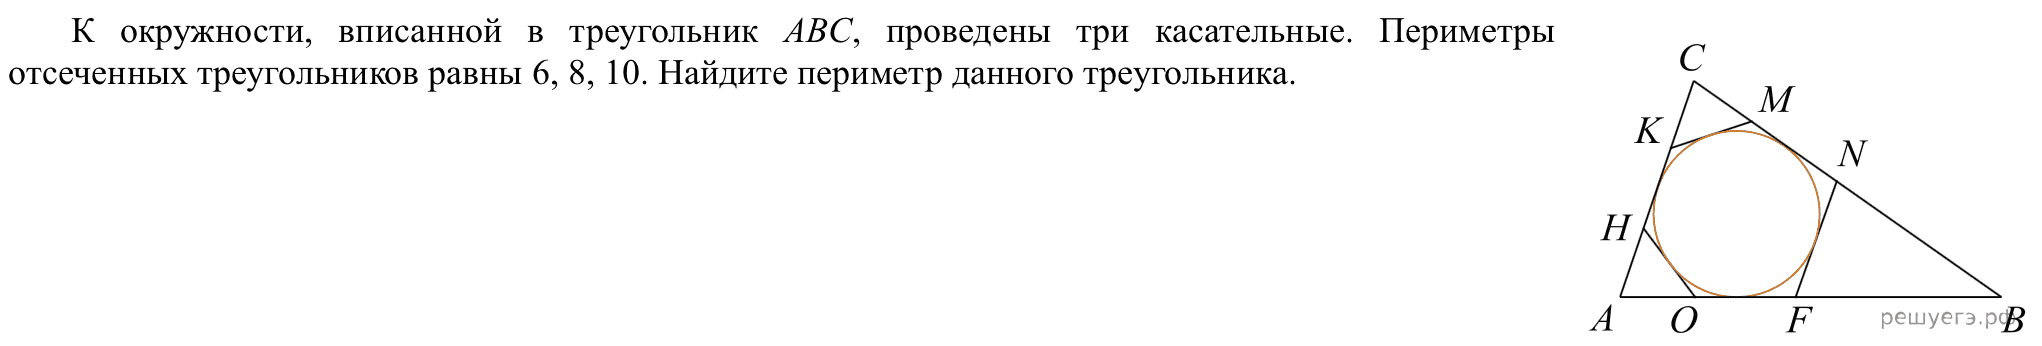 К окружности, вписанной в треугольник ABC, проведены три касательные. Периметры
отсеченных треугольников равны 6, 8, 10. Найдите периметр данного треугольника.
C
M
K
N
H
A
O
F
решуегэ.рф
B